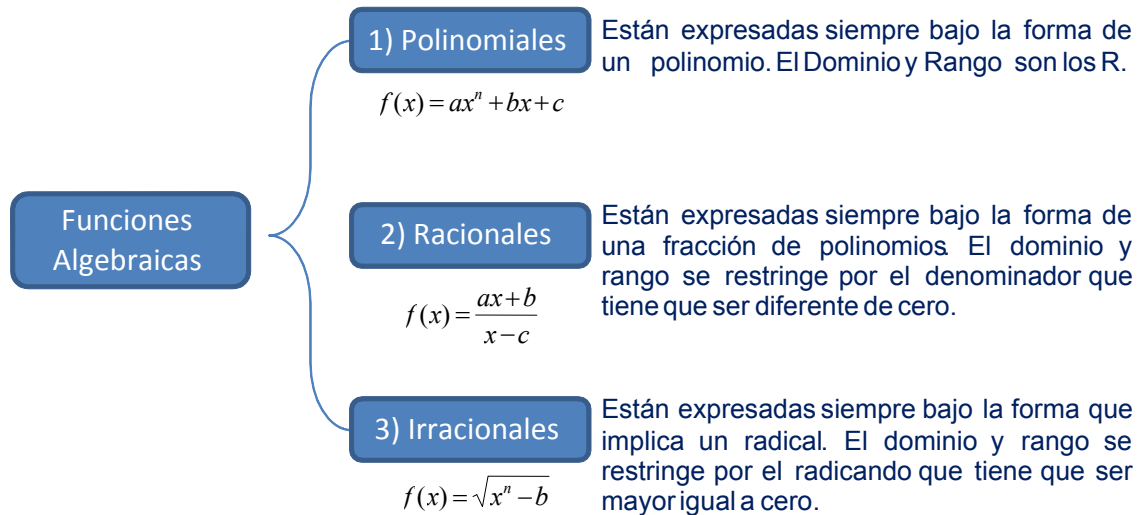 Funciones
Algebraicas
1) Polinomiales
f(x) = ax^n + bx + c
Están expresadas siempre bajo la forma de
un polinomio. El Dominio y Rango son los R.
2) Racionales
f(x) = \frac{ax+b}{x-c}
Están expresadas siempre bajo la forma de
una fracción de polinomios. El dominio y
rango se restringe por el denominador que
tiene que ser diferente de cero.
3) Irracionales
f(x) = \sqrt{x^n - b}
Están expresadas siempre bajo la forma que
implica un radical. El dominio y rango se
restringe por el radicando que tiene que ser
mayor igual a cero.